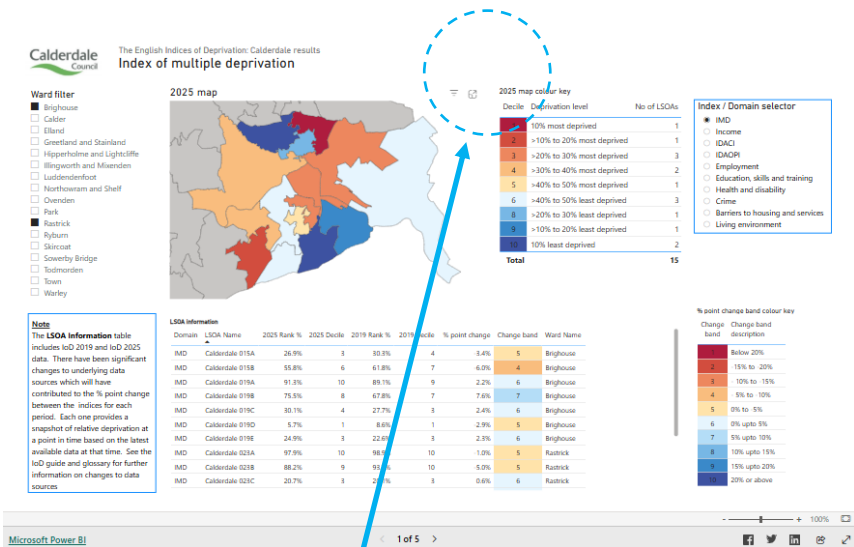 Calderdale
Council
The English Indices of Deprivation: Calderdale results
Index of multiple deprivation
Ward filter
Brighouse
Calder
Elland
Greetland and Stainland
Hipperholme and Lightcliffe
Illingworth and Mixenden
Luddendenfoot
Northowram and Shelf
Ovenden
Park
Rastrick
Ryburn
Skircoat
Sowerby Bridge
Todmorden
Town
Warley
2025 map
2025 map colour key
Decile Deprivation level No of LSOAs
1 10% most deprived 1
2 >10% to 20% most deprived 1
3 >20% to 30% most deprived 3
4 >30% to 40% most deprived 2
5 >40% to 50% most deprived 1
6 >40% to 50% least deprived 3
8 >20% to 30% least deprived 1
9 >10% to 20% least deprived 1
10 10% least deprived 2
Total 15
Index / Domain selector
IMD
Income
IDACI
IDAOPI
Employment
Education, skills and training
Health and disability
Crime
Barriers to housing and services
Living environment
Note
The LSOA Information table
includes IoD 2019 and IoD 2025
data. There have been significant
changes to underlying data
sources which will have
contributed to the % point change
between the indices for each
period. Each one provides a
snapshot of relative deprivation at
a point in time based on the latest
available data at that time. See the
IoD guide and glossary for further
information on changes to data
sources
LSOA information
Domain LSOA Name 2025 Rank % 2025 Decile 2019 Rank % 2019 Decile % point change Change band Ward Name
IMD Calderdale 015A 26.9% 3 30.3% 4 -3.4% 5 Brighouse
IMD Calderdale 015B 55.8% 6 61.8% 7 -6.0% 4 Brighouse
IMD Calderdale 019A 91.3% 10 89.1% 9 2.2% 6 Brighouse
IMD Calderdale 019B 75.5% 8 67.8% 7 7.6% 7 Brighouse
IMD Calderdale 019C 30.1% 4 27.7% 3 2.4% 6 Brighouse
IMD Calderdale 019D 5.7% 1 8.6% 1 -2.9% 5 Brighouse
IMD Calderdale 019E 24.9% 3 22.6% 3 2.3% 6 Brighouse
IMD Calderdale 023A 97.9% 10 10 -1.0% 5 Rastrick
IMD Calderdale 023B 88.2% 9 10 -5.0% 5 Rastrick
IMD Calderdale 023C 20.7% 3 3 0.6% 6 Rastrick
% point change band colour key
Change band Change band description
1 Below 20%
2 -15% to -20%
3 -10% to -15%
4 -5% to -10%
5 0% to -5%
6 0% upto 5%
7 5% upto 10%
8 10% upto 15%
9 15% upto 20%
10 20% or above
- + 100%
Microsoft Power BI
1 of 5